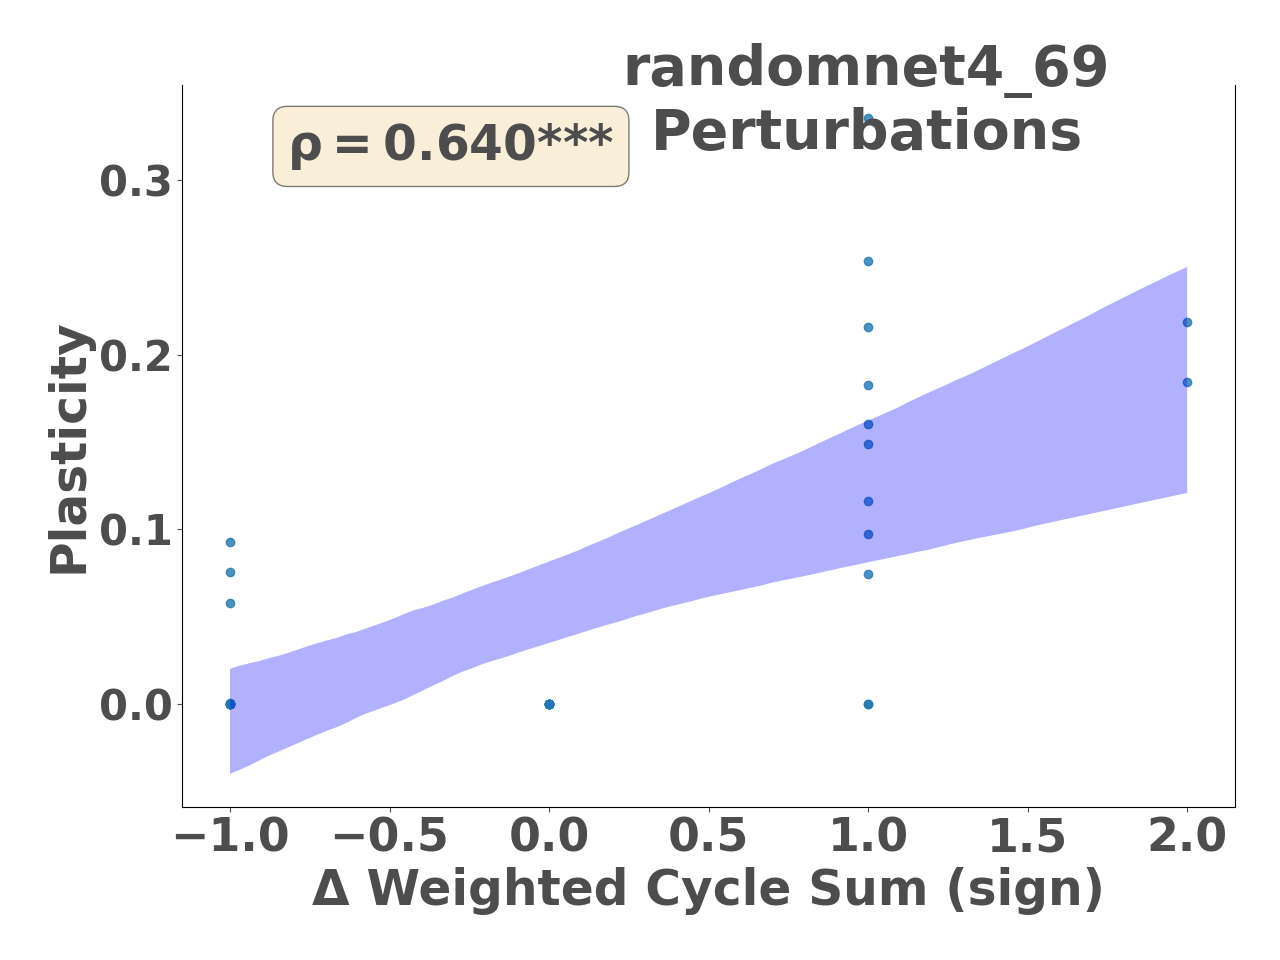 randomnet4_69
Perturbations
ρ = 0.640***
0.3
0.2
0.1
0.0
Plasticity
−1.0 −0.5 0.0 0.5 1.0 1.5 2.0
Δ Weighted Cycle Sum (sign)